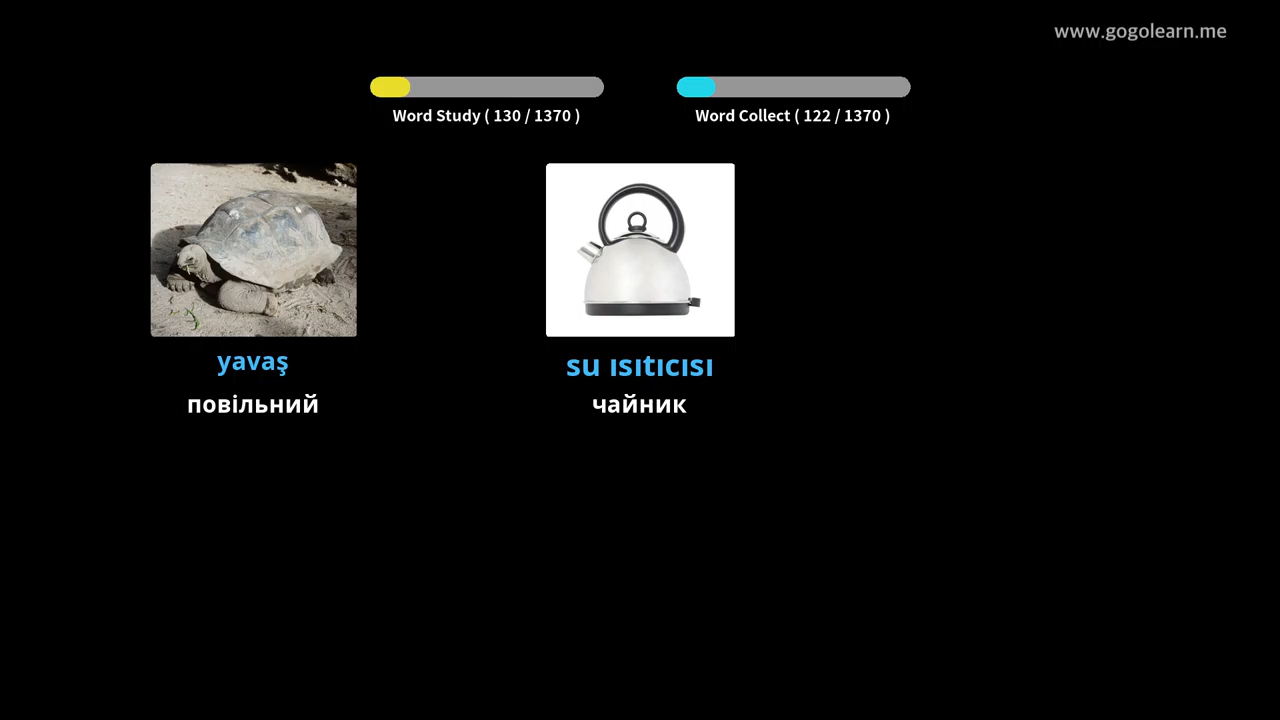 www.gogolearn.me
Word Study ( 130 / 1370 )
Word Collect ( 122 / 1370 )
yavaş
повільний
su ısıtıcısı
чайник